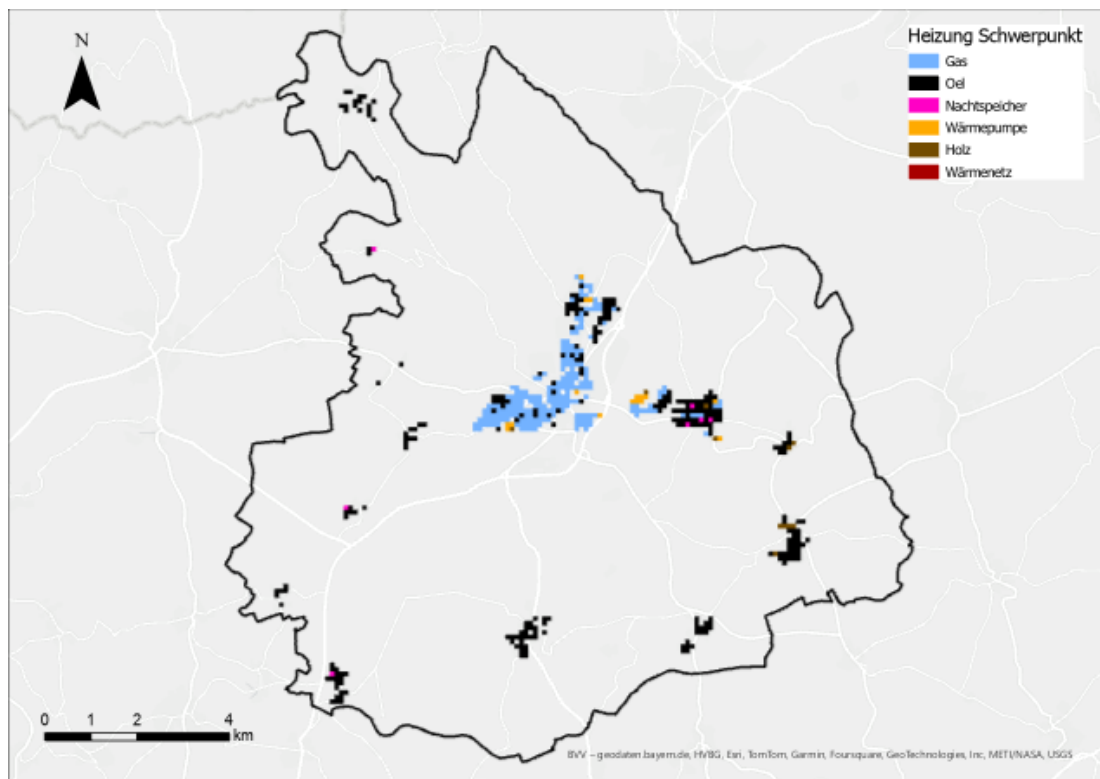 N
Heizung Schwerpunkt
Gas
Oel
Nachtspeicher
Wärmepumpe
Holz
Wärmenetz
0 1 2 4
km
BVV – geodaten.bayern.de, HVBG, Esri, TomTom, Garmin, Foursquare, GeoTechnologies, Inc, METI/NASA, USGS